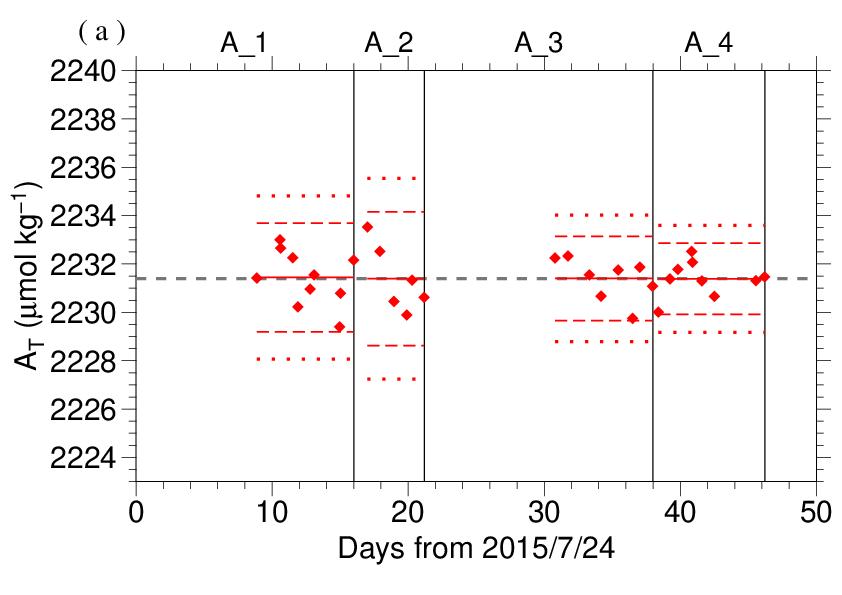 (a)
A_1 A_2 A_3 A_4
2240
2238
2236
2234
2232
2230
2228
2226
2224
A_T (μmol kg⁻¹)
0 10 20 30 40 50
Days from 2015/7/24